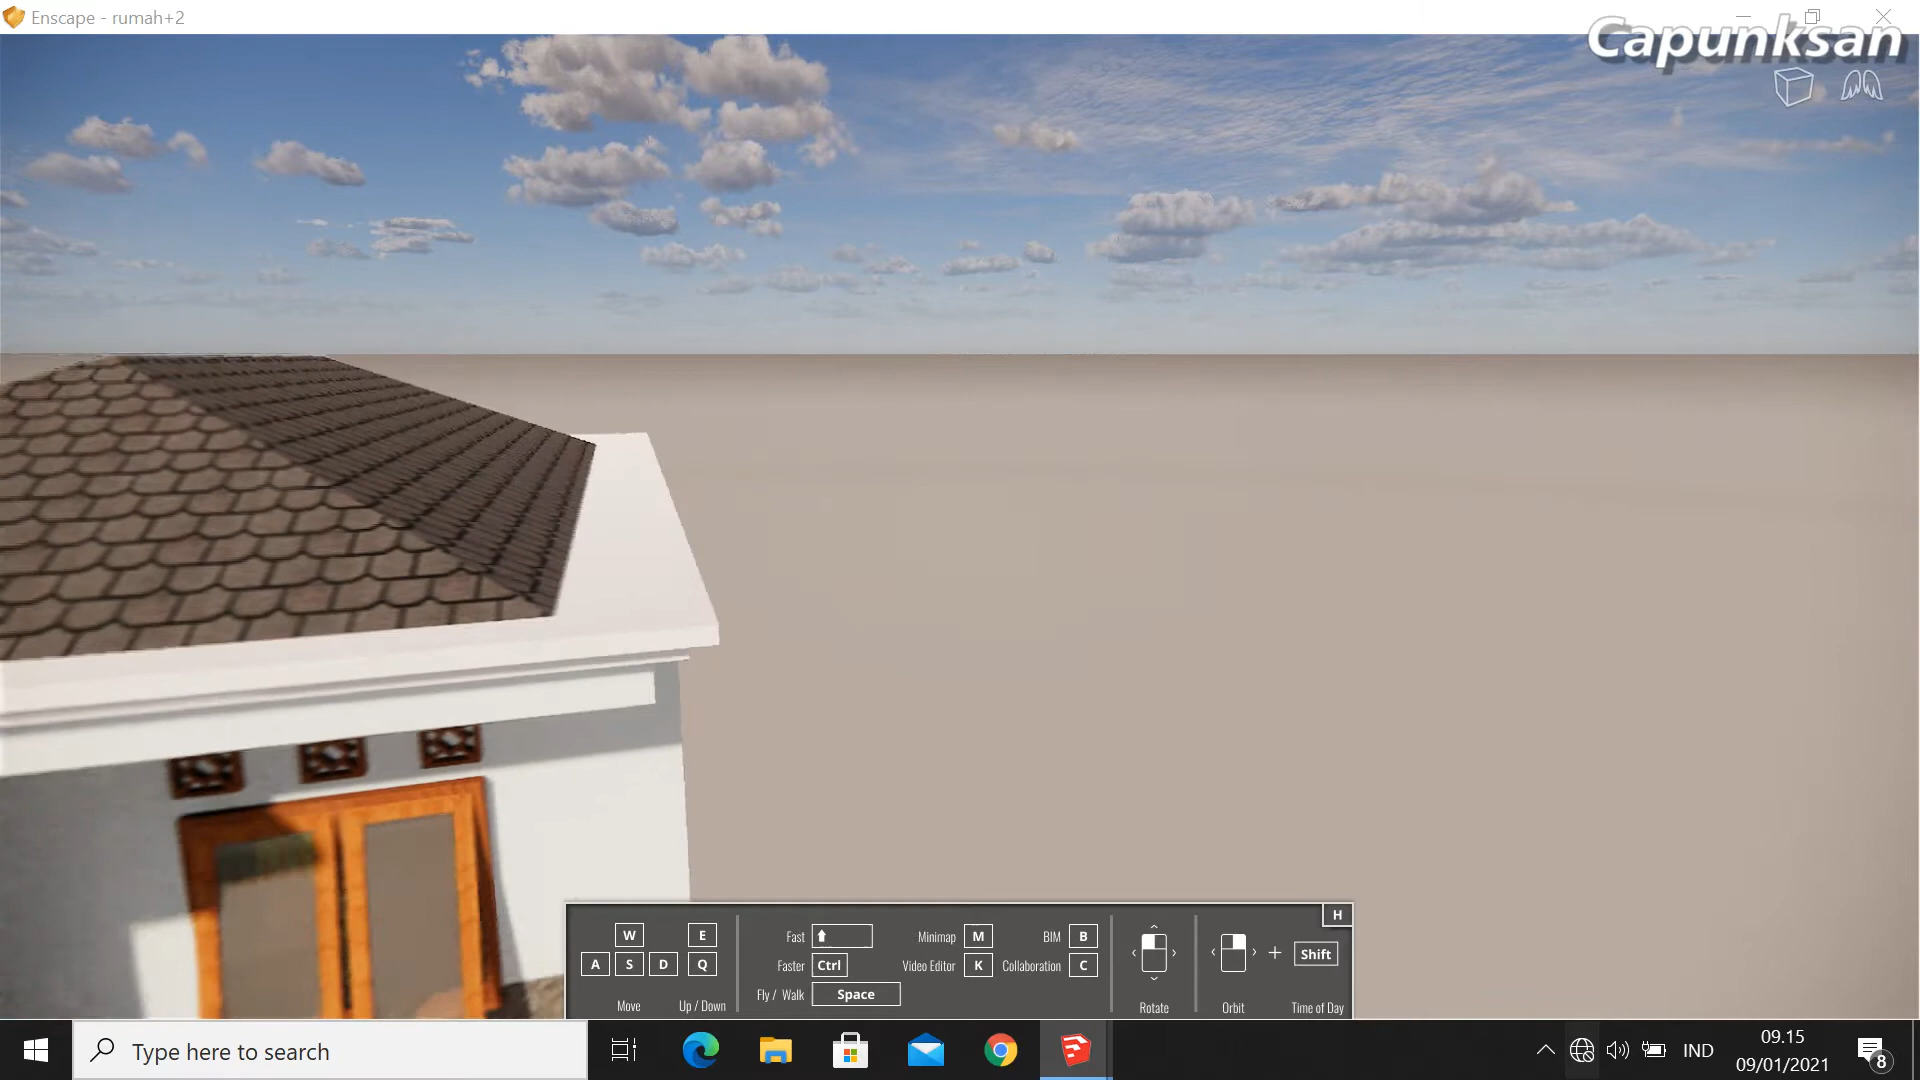 Enscape - rumah+2
Capunksan
H
W E
A S D Q
Move Up / Down
Fast Minimap M BIM B
Faster Ctrl Video Editor K Collaboration C
Fly / Walk Space
Shift
Rotate Orbit Time of Day
Type here to search
IND
09.15
09/01/2021
8